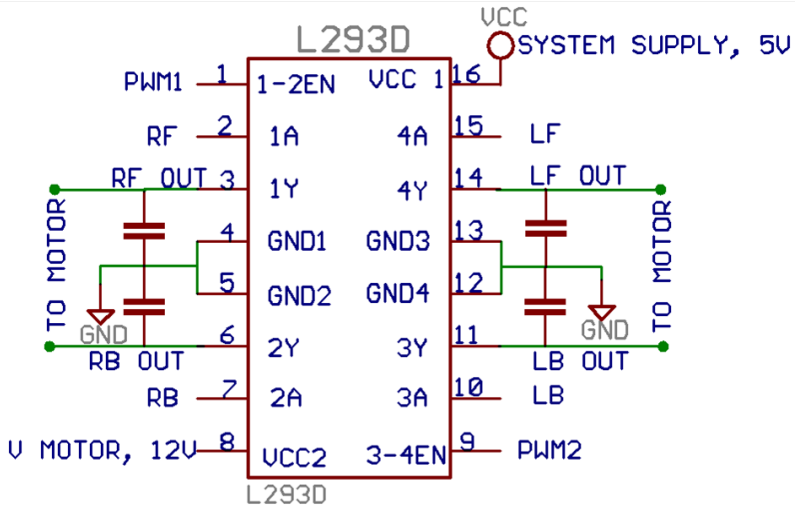 VCC
L293D
SYSTEM SUPPLY, 5V
PWM1 1 1-2EN VCC 1 16
RF 2 1A 4A 15 LF
RF OUT 3 1Y 4Y 14 LF OUT
TO MOTOR
4 GND1 GND3 13
TO MOTOR
5 GND2 GND4 12
GND
GND
RB OUT 6 2Y 3Y 11 LB OUT
RB 7 2A 3A 10 LB
V MOTOR, 12V 8 VCC2 3-4EN 9 PWM2
L293D